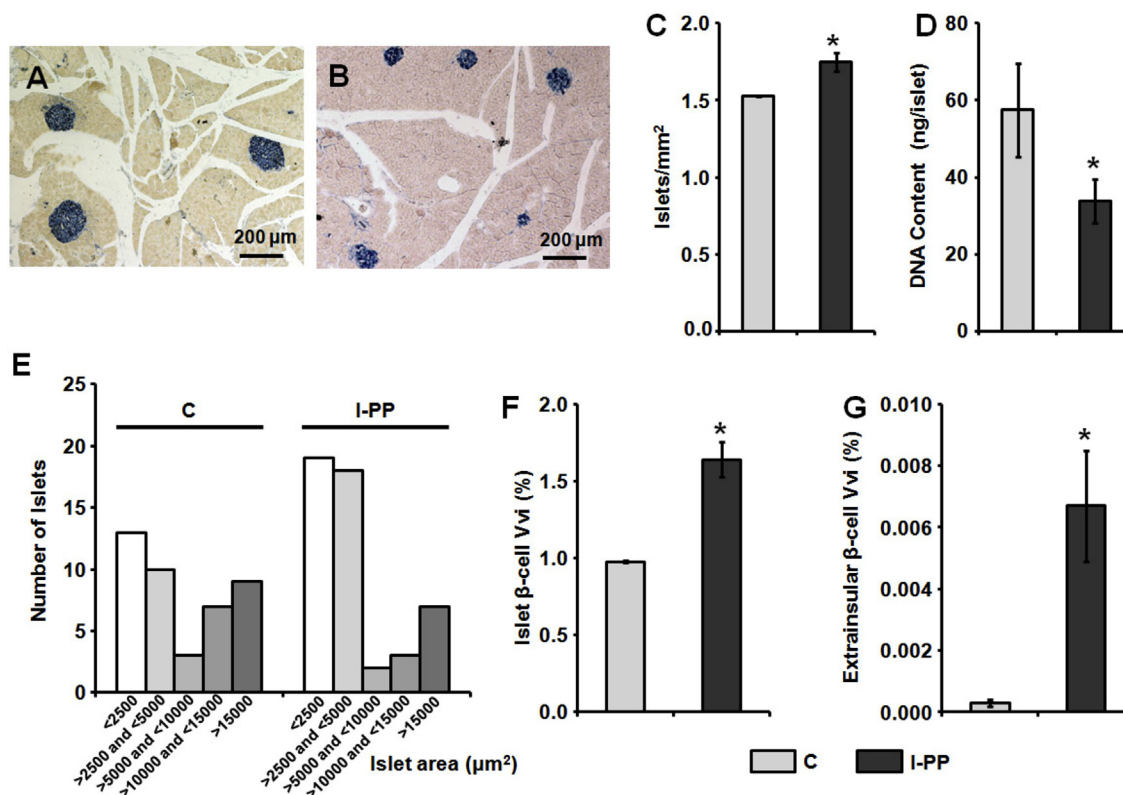 A
200 µm
B
200 µm
C
Islets/mm²
2.0
1.5
1.0
0.5
0.0
*
D
DNA Content (ng/islet)
80
60
40
20
0
*
E
Number of Islets
25
20
15
10
5
0
C
I-PP
<2500
>2500 and <5000
>5000 and <10000
>10000 and <15000
>15000
<2500
>2500 and <5000
>5000 and <10000
>10000 and <15000
>15000
Islet area (µm²)
F
Islet β-cell Vvi (%)
2.0
1.5
1.0
0.5
0.0
*
G
Extrainsular β-cell Vvi (%)
0.010
0.008
0.006
0.004
0.002
0.000
*
C
I-PP